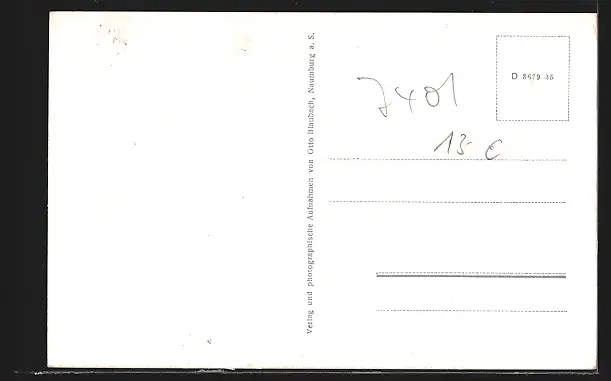 Verlag und photographische Aufnahmen von Otto Blaubach, Naumburg a. S.
D 8679 35
7401
13- €